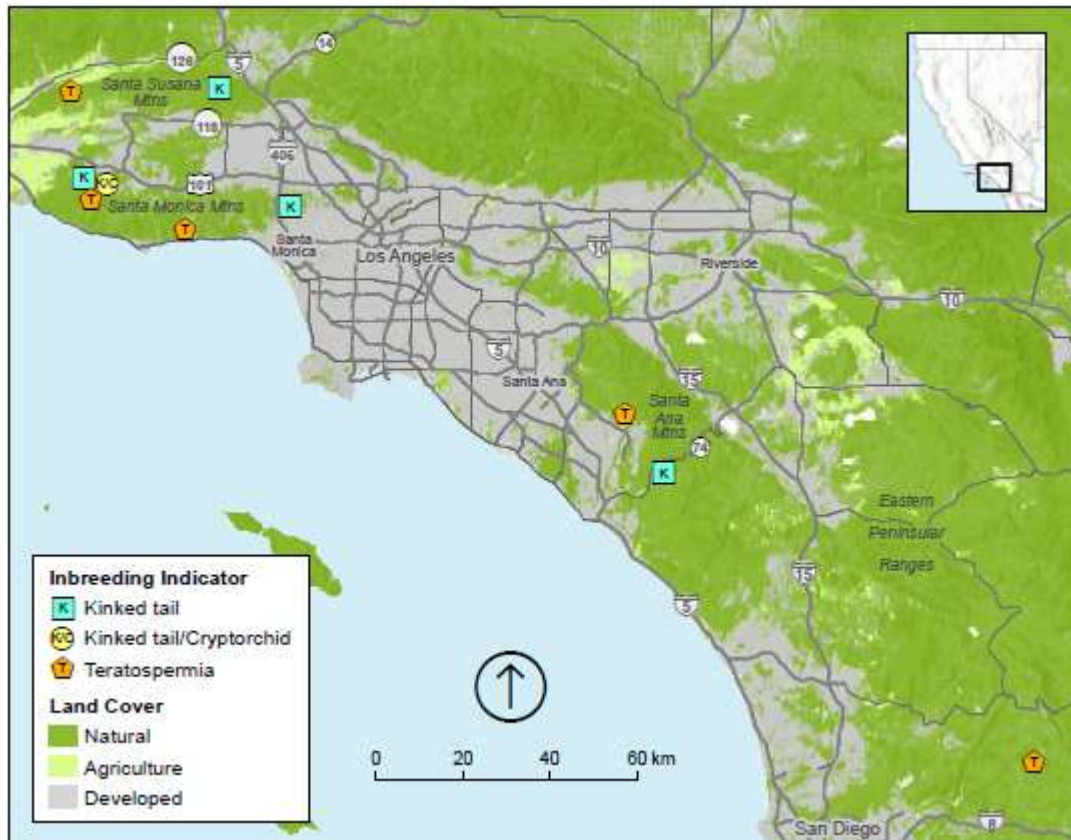 14
126
5
Santa Susana
Mtns
T
K
118
405
K
K/C
101
T
Santa Monica Mtns
K
T
Santa
Monica
Los Angeles
10
Riverside
10
5
Santa Ana
15
T
Santa
Ana
Mtns
74
K
Eastern
Peninsular
Ranges
15
5
Inbreeding Indicator
K Kinked tail
K/C Kinked tail/Cryptorchid
T Teratospermia
Land Cover
Natural
Agriculture
Developed
0 20 40 60 km
T
8
San Diego